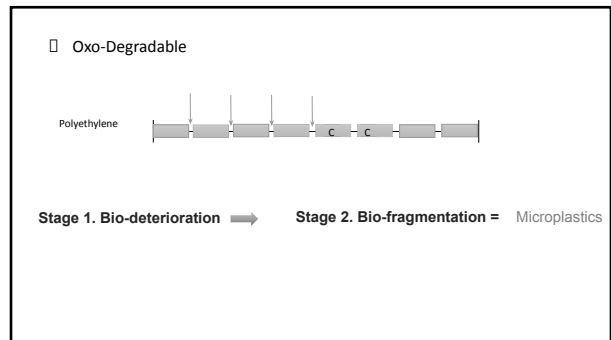 Oxo-Degradable
Polyethylene
C C
Stage 1. Bio-deterioration Stage 2. Bio-fragmentation = Microplastics